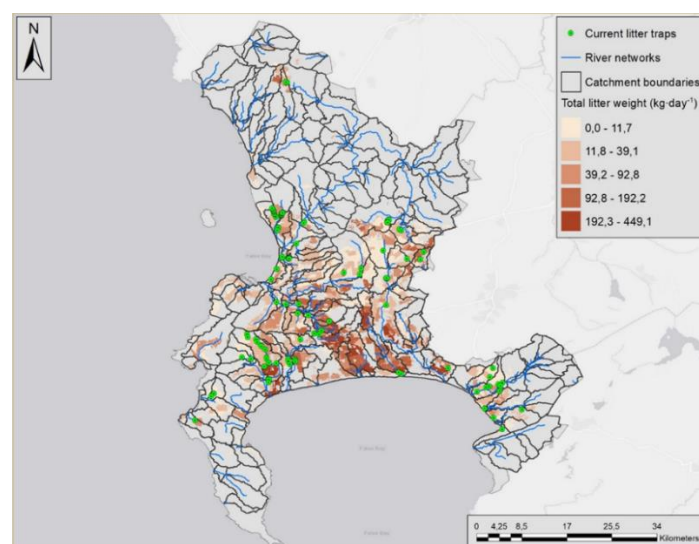 N
Current litter traps
River networks
Catchment boundaries
Total litter weight (kg·day⁻¹)
0,0 - 11,7
11,8 - 39,1
39,2 - 92,8
92,8 - 192,2
192,3 - 449,1
0 4,25 8,5 17 25,5 34
Kilometers